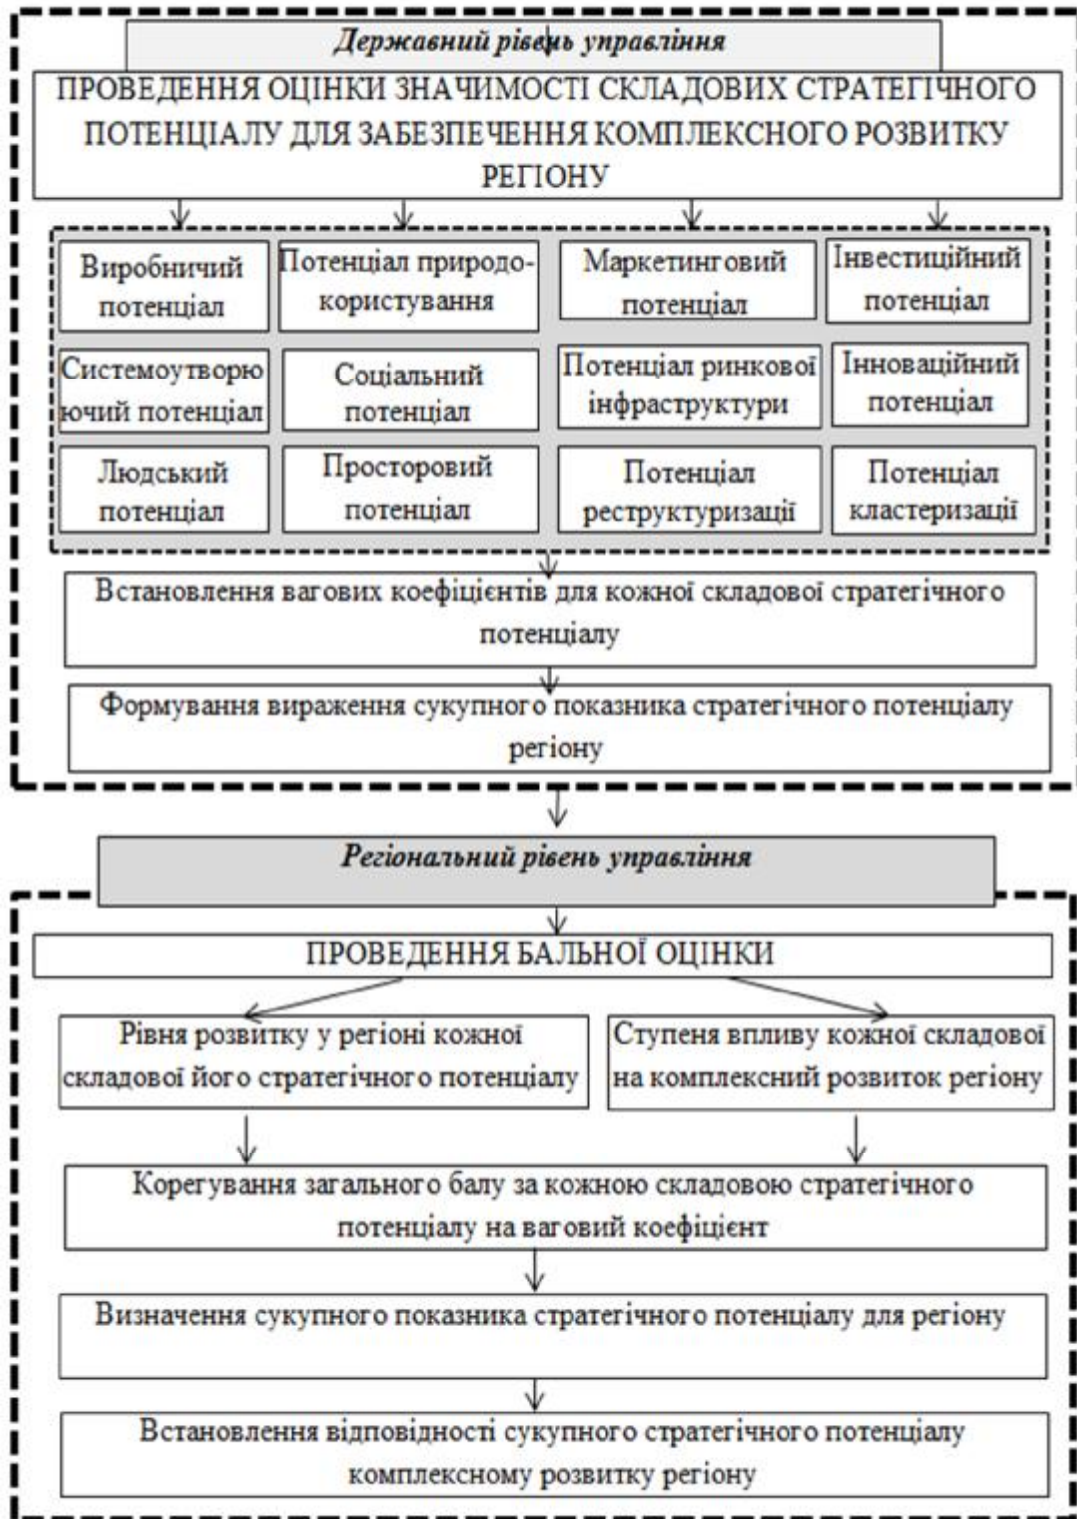 Державний рівень управління
ПРОВЕДЕННЯ ОЦІНКИ ЗНАЧИМОСТІ СКЛАДОВИХ СТРАТЕГІЧНОГО
ПОТЕНЦІАЛУ ДЛЯ ЗАБЕЗПЕЧЕННЯ КОМПЛЕКСНОГО РОЗВИТКУ
РЕГІОНУ
Виробничий
потенціал
Потенціал природо-
користування
Маркетинговий
потенціал
Інвестиційний
потенціал
Системоутворю
ючий потенціал
Соціальний
потенціал
Потенціал ринкової
інфраструктури
Інноваційний
потенціал
Людський
потенціал
Просторовий
потенціал
Потенціал
реструктуризації
Потенціал
кластеризації
Встановлення вагових коефіцієнтів для кожної складової стратегічного
потенціалу
Формування вираження сукупного показника стратегічного потенціалу
регіону
Регіональний рівень управління
ПРОВЕДЕННЯ БАЛЬНОЇ ОЦІНКИ
Рівня розвитку у регіоні кожної
складової його стратегічного потенціалу
Ступеня впливу кожної складової
на комплексний розвиток регіону
Корегування загального балу за кожною складовою стратегічного
потенціалу на ваговий коефіцієнт
Визначення сукупного показника стратегічного потенціалу для регіону
Встановлення відповідності сукупного стратегічного потенціалу
комплексному розвитку регіону